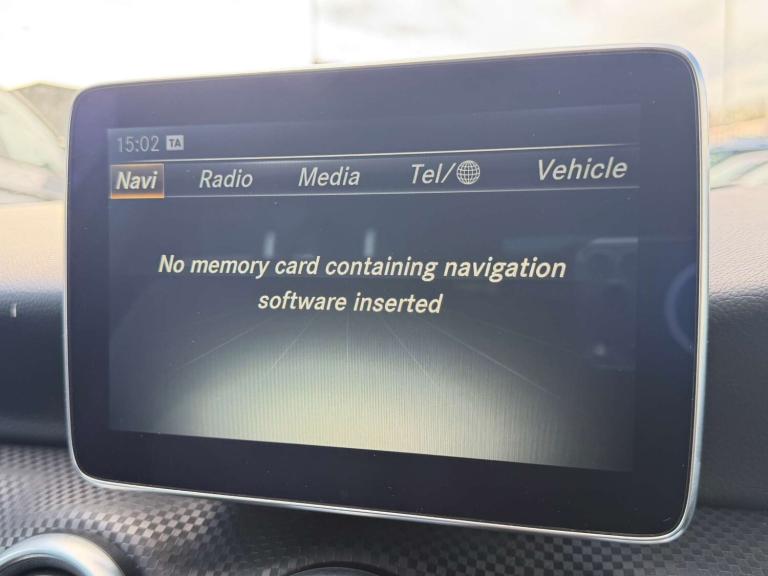 15:02 TA
Navi Radio Media Tel/ Vehicle
No memory card containing navigation
software inserted